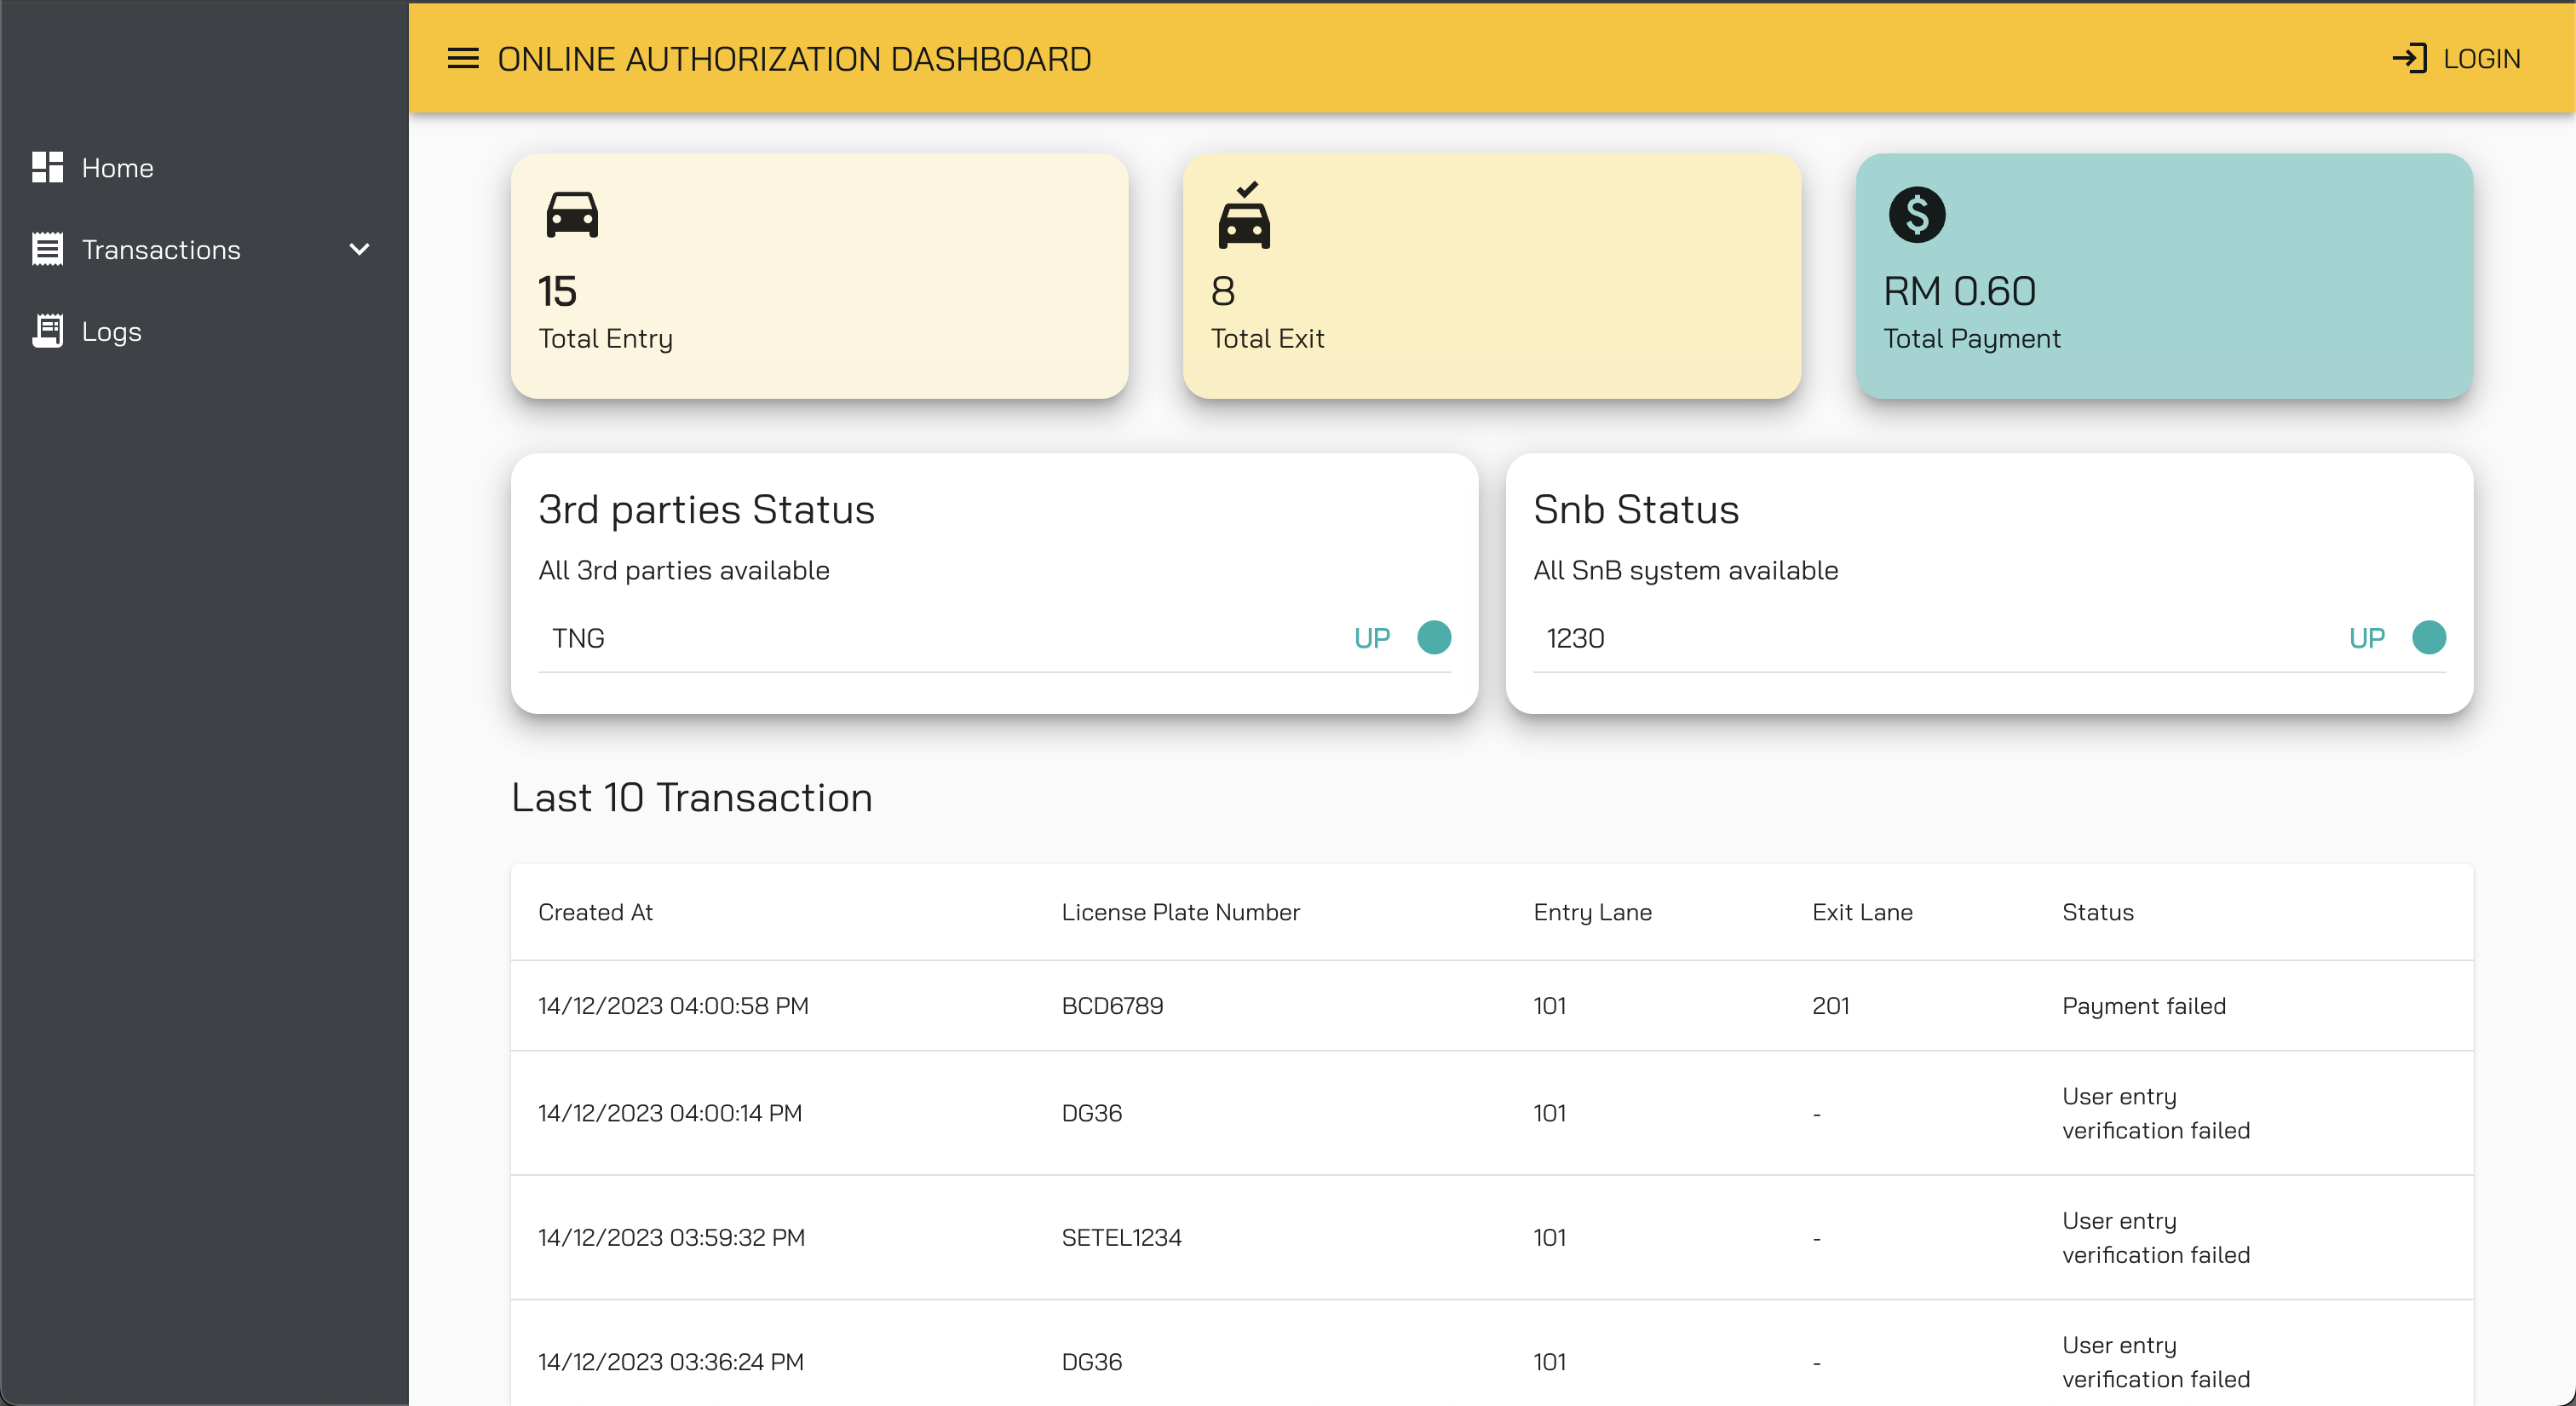 ONLINE AUTHORIZATION DASHBOARD
LOGIN
Home
Transactions
Logs
15
Total Entry
8
Total Exit
$
RM 0.60
Total Payment
3rd parties Status
All 3rd parties available
TNG UP
Snb Status
All SnB system available
1230 UP
Last 10 Transaction
Created At License Plate Number Entry Lane Exit Lane Status
14/12/2023 04:00:58 PM BCD6789 101 201 Payment failed
14/12/2023 04:00:14 PM DG36 101 - User entry
verification failed
14/12/2023 03:59:32 PM SETEL1234 101 - User entry
verification failed
14/12/2023 03:36:24 PM DG36 101 - User entry
verification failed